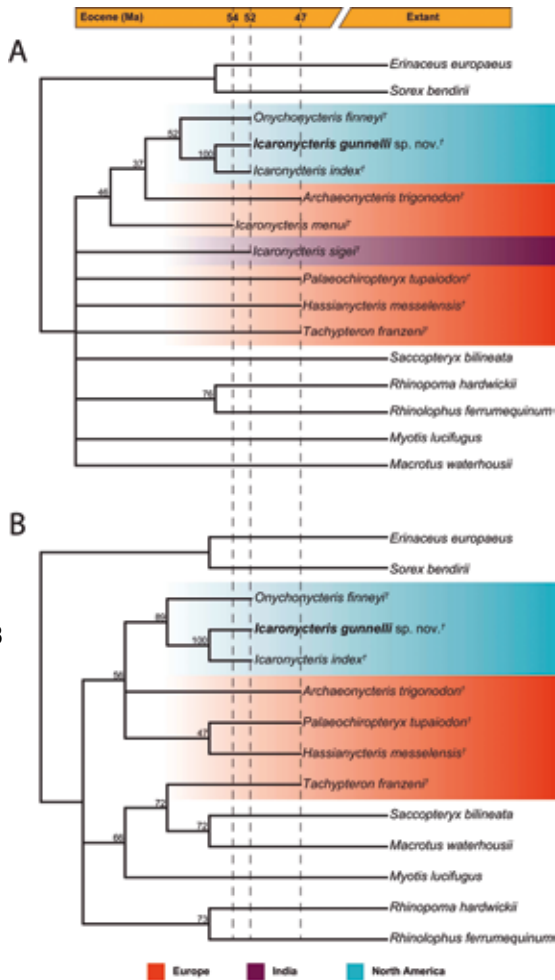 Eocene (Ma) 54 52 47 Extant
A
Erinaceus europaeus
Sorex bendirii
Onychonycteris finneyi†
52
Icaronycteris gunnelli sp. nov.†
100
Icaronycteris index†
37
Archaeonycteris trigonodon†
46
Icaronycteris menui†
Icaronycteris sigei†
Palaeochiropteryx tupaiodon†
Hassianycteris messelensis†
Tachypteron franzeni†
Saccopteryx bilineata
Rhinopoma hardwickii
76
Rhinolophus ferrumequinum
Myotis lucifugus
Macrotus waterhousii
B
Erinaceus europaeus
Sorex bendirii
Onychonycteris finneyi†
89
Icaronycteris gunnelli sp. nov.†
100
Icaronycteris index†
56
Archaeonycteris trigonodon†
Palaeochiropteryx tupaiodon†
47
Hassianycteris messelensis†
Tachypteron franzeni†
72
Saccopteryx bilineata
72
Macrotus waterhousii
66
Myotis lucifugus
Rhinopoma hardwickii
73
Rhinolophus ferrumequinum
Europe India North America